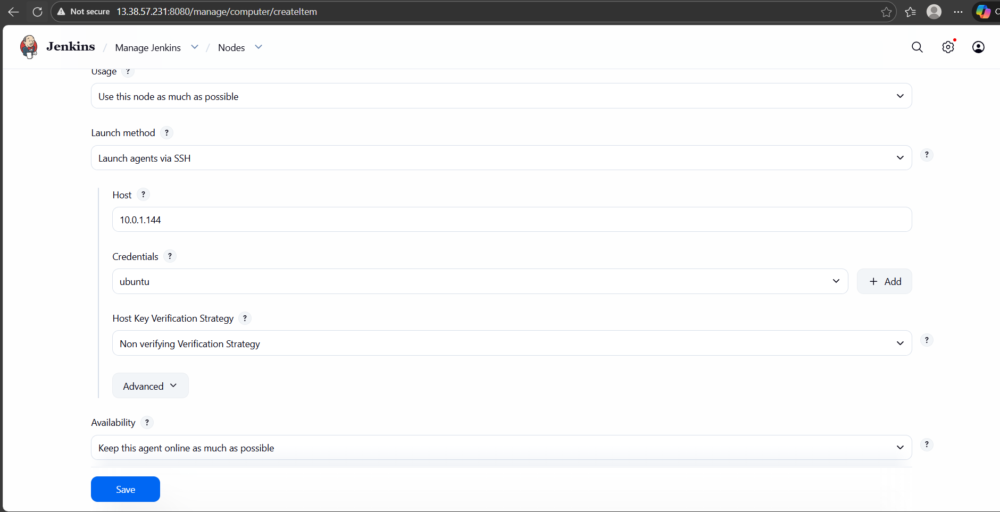 Not secure 13.38.57.231:8080/manage/computer/createItem
Jenkins / Manage Jenkins / Nodes
Usage ?
Use this node as much as possible
Launch method ?
Launch agents via SSH
?
Host ?
10.0.1.144
Credentials ?
ubuntu
+ Add
Host Key Verification Strategy ?
Non verifying Verification Strategy
?
Advanced
Availability ?
Keep this agent online as much as possible
?
Save